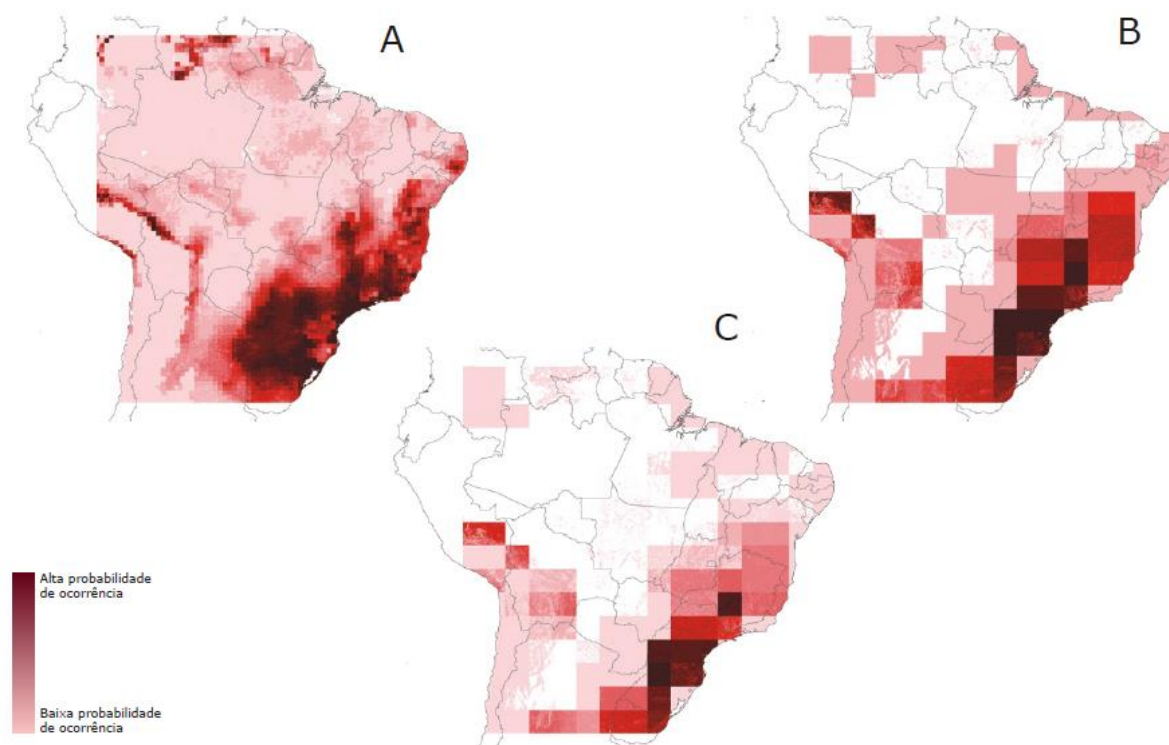 A
B
C
Alta probabilidade
de ocorrência
Baixa probabilidade
de ocorrência